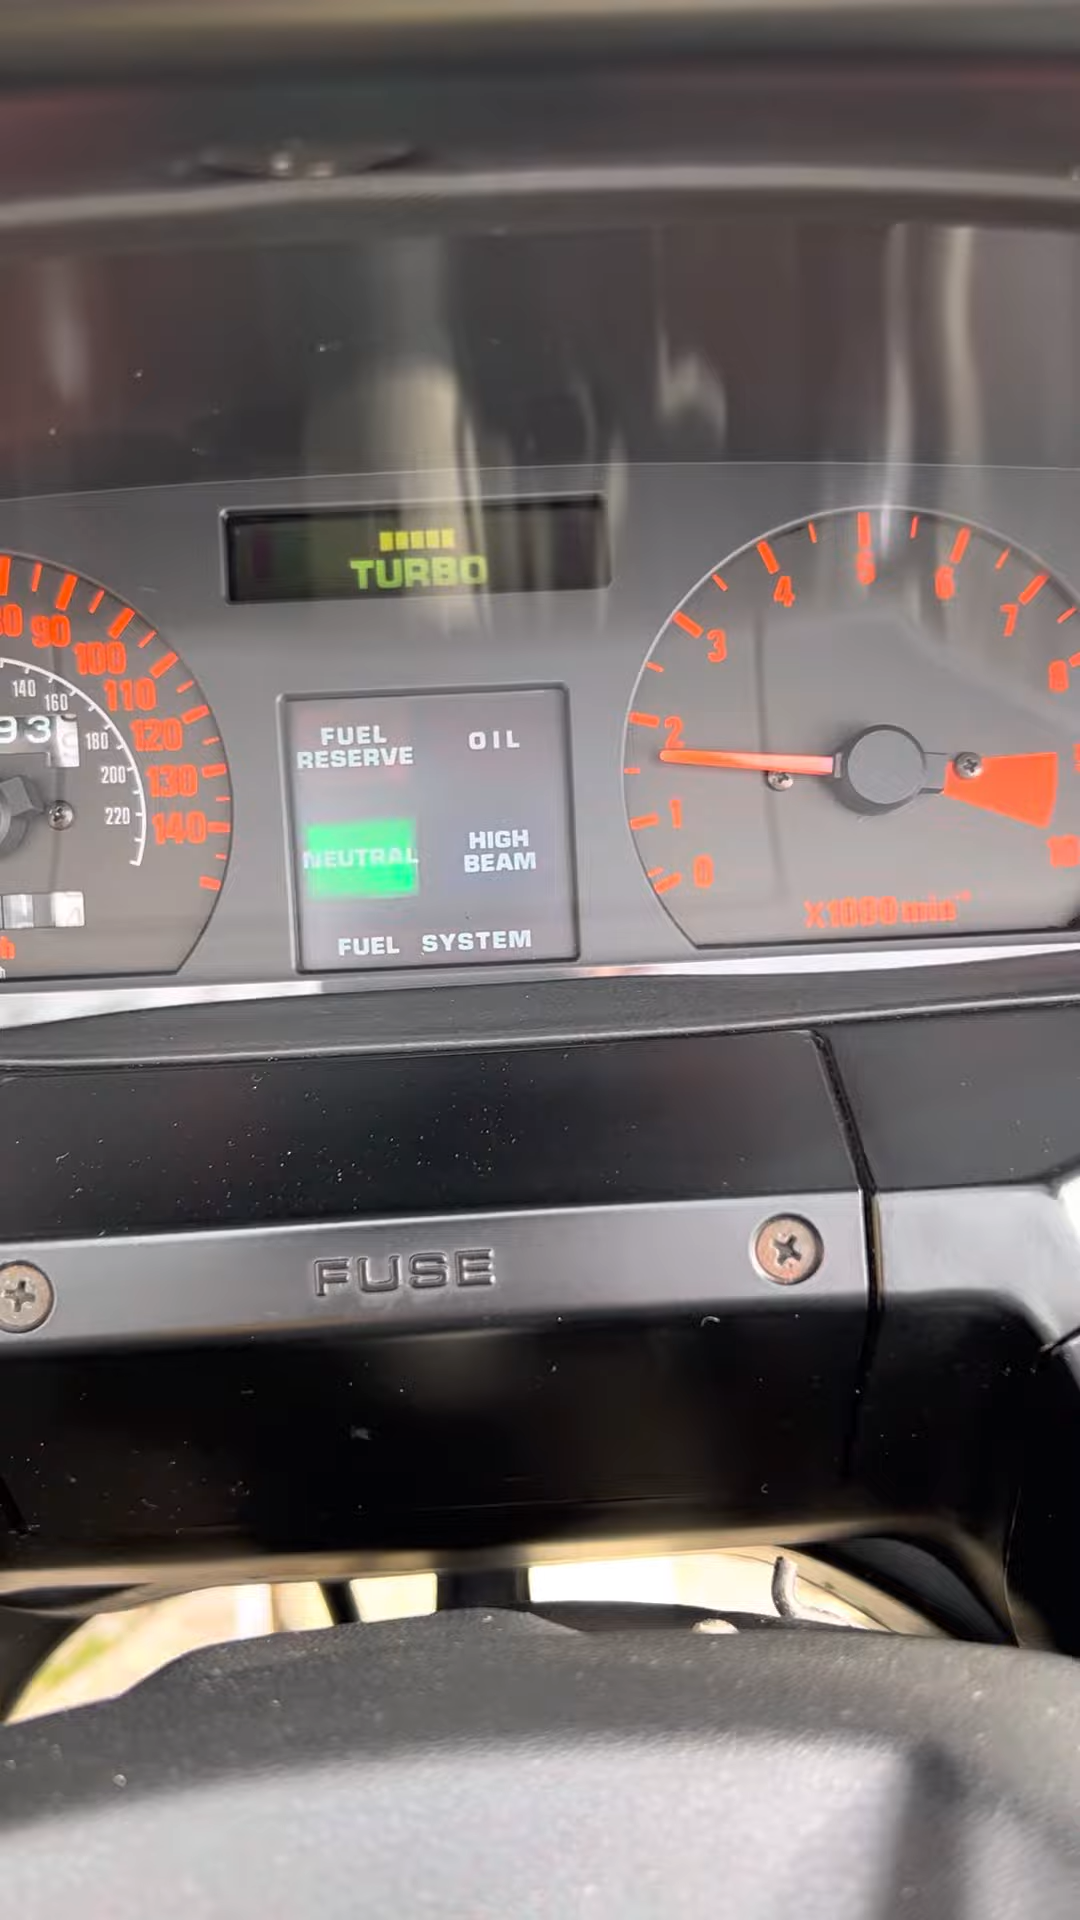 TURBO
90
100
110
120
130
140
140
160
180
200
220
93
FUEL
RESERVE
OIL
NEUTRAL
HIGH
BEAM
FUEL SYSTEM
0
1
2
3
4
5
6
7
8
10
X1000 min⁻¹
FUSE